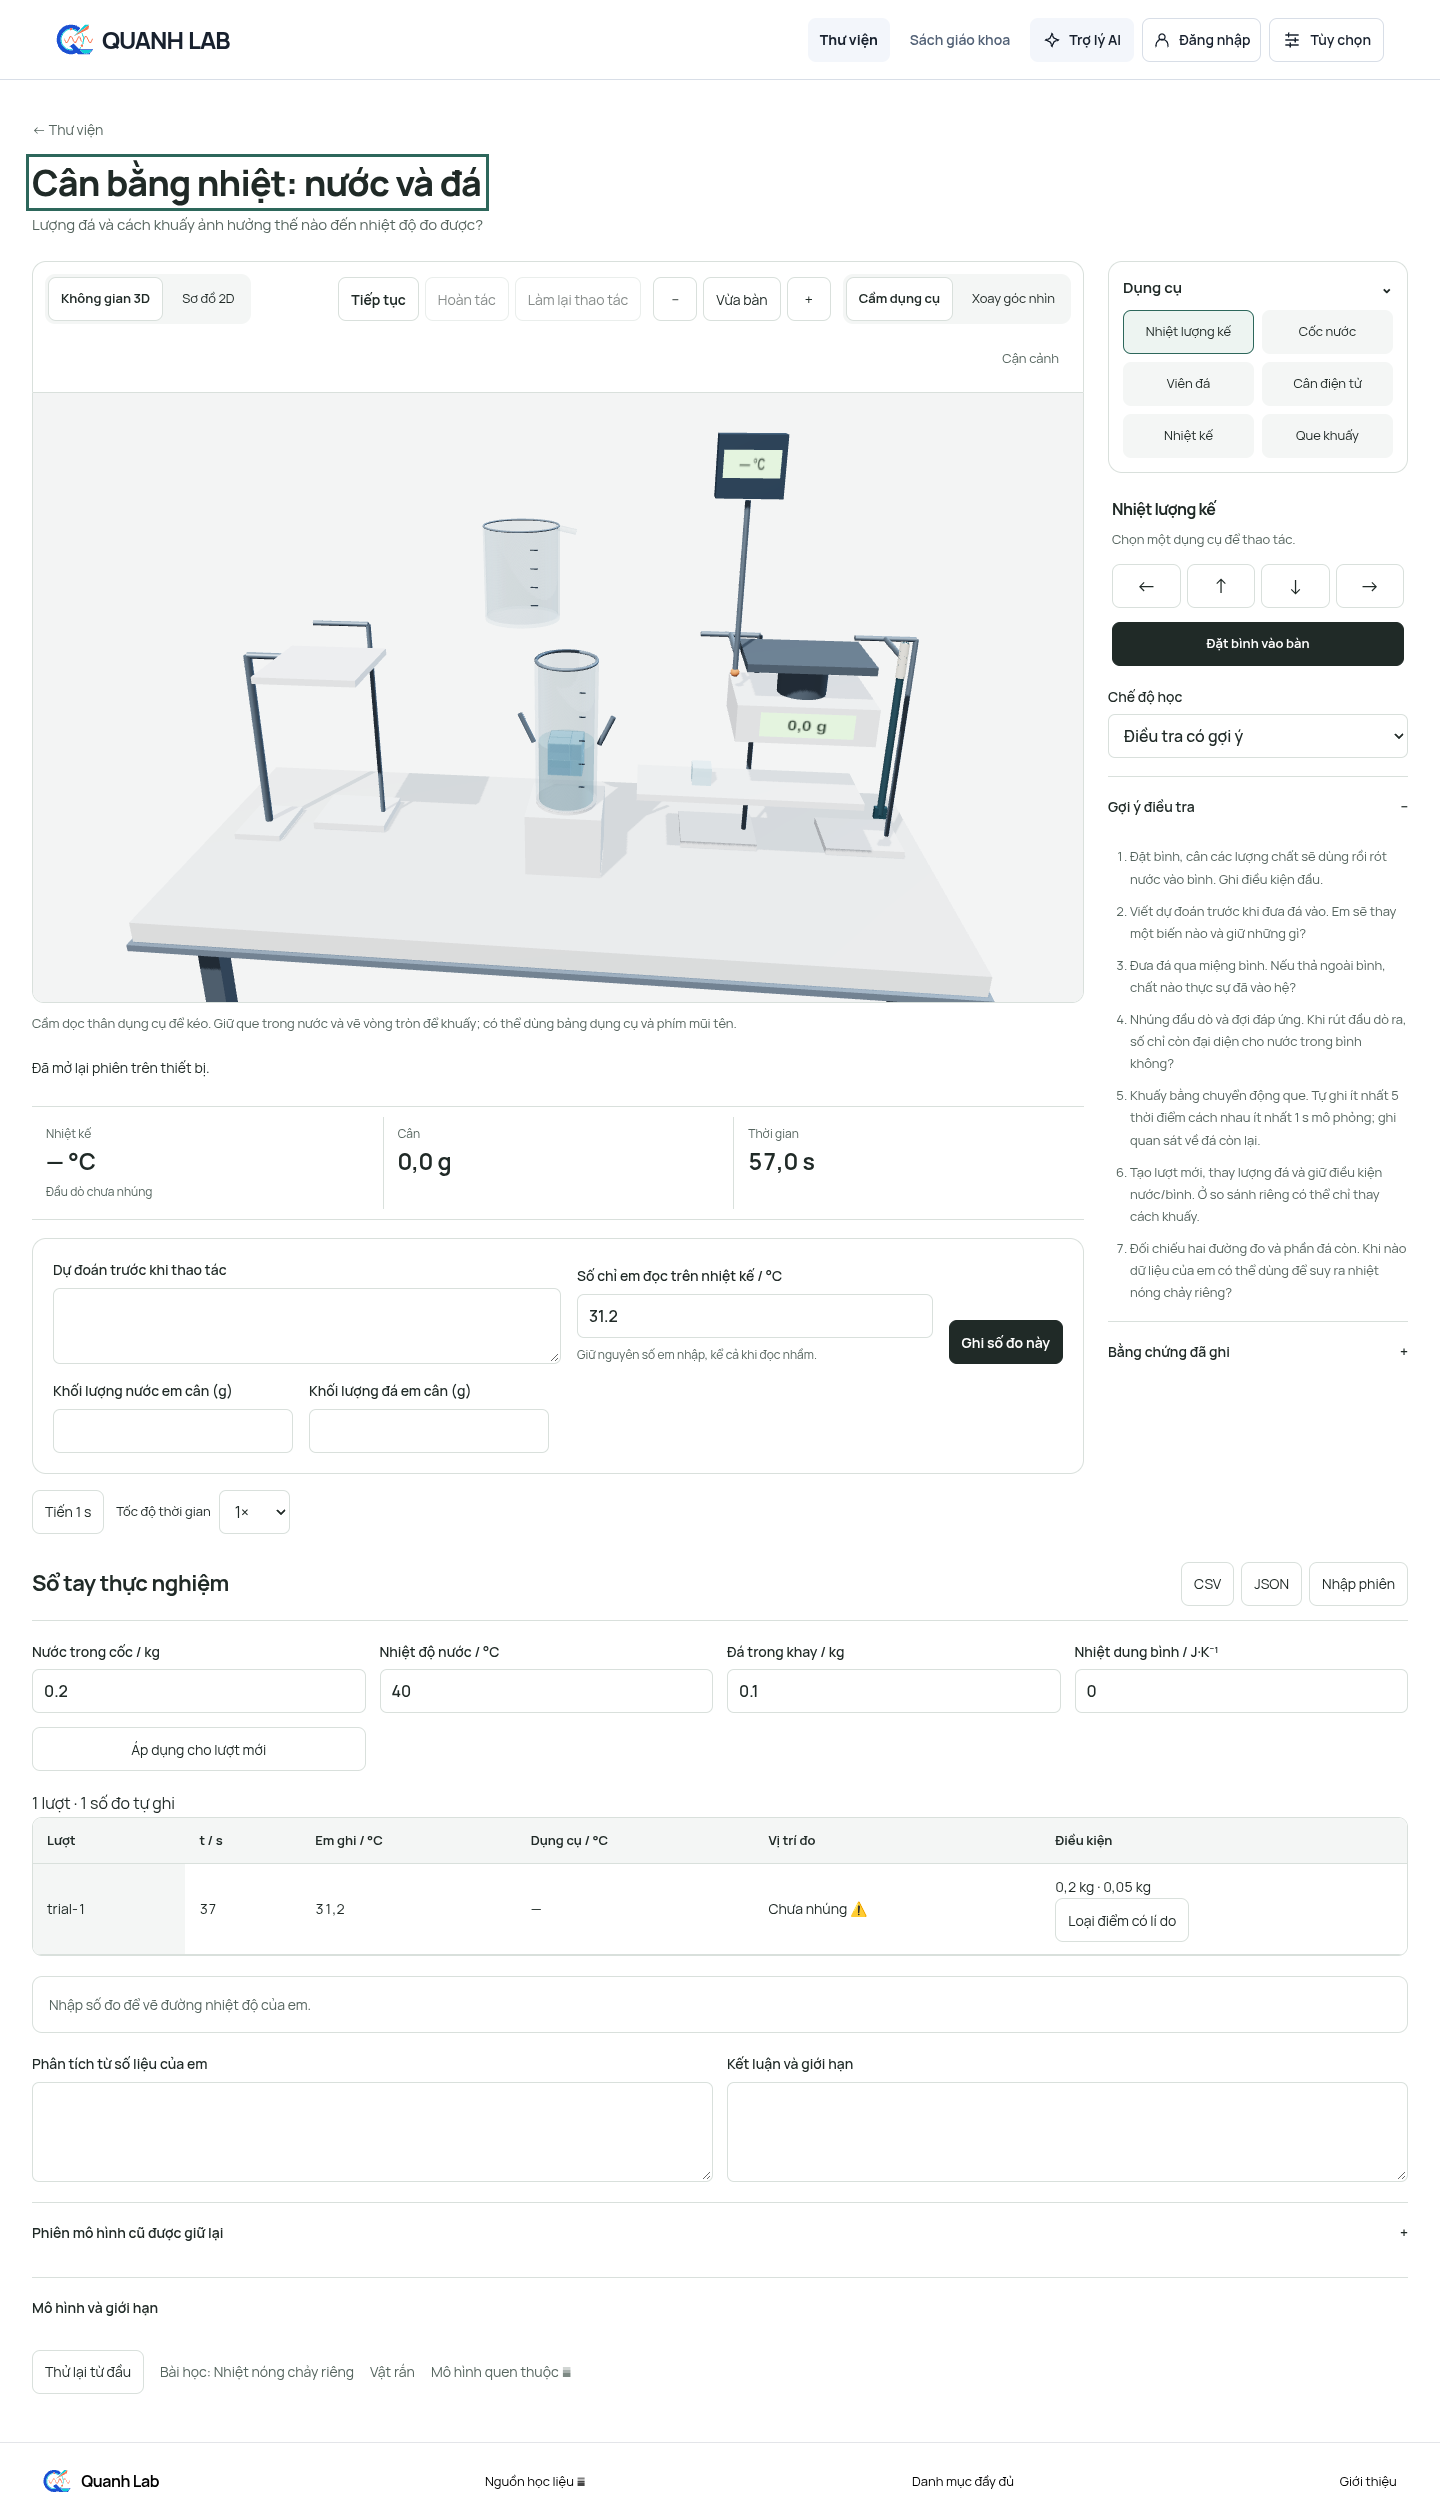 QUANH LAB
Thư viện
Sách giáo khoa
Trợ lý AI
Đăng nhập
Tùy chọn
← Thư viện
Cân bằng nhiệt: nước và đá
Lượng đá và cách khuấy ảnh hưởng thế nào đến nhiệt độ đo được?
Không gian 3D
Sơ đồ 2D
Tiếp tục
Hoàn tác
Làm lại thao tác
−
Vừa bàn
+
Cầm dụng cụ
Xoay góc nhìn
Cận cảnh
— °C
0,0 g
Cầm dọc thân dụng cụ để kéo. Giữ que trong nước và vẽ vòng tròn để khuấy; có thể dùng bảng dụng cụ và phím mũi tên.
Đã mở lại phiên trên thiết bị.
Nhiệt kế
— °C
Đầu dò chưa nhúng
Cân
0,0 g
Thời gian
57,0 s
Dự đoán trước khi thao tác
Số chỉ em đọc trên nhiệt kế / °C
31.2
Giữ nguyên số em nhập, kể cả khi đọc nhầm.
Ghi số đo này
Khối lượng nước em cân (g)
Khối lượng đá em cân (g)
Tiến 1 s
Tốc độ thời gian
1×
Dụng cụ
Nhiệt lượng kế
Cốc nước
Viên đá
Cân điện tử
Nhiệt kế
Que khuấy
Nhiệt lượng kế
Chọn một dụng cụ để thao tác.
← ↑ ↓ →
Đặt bình vào bàn
Chế độ học
Điều tra có gợi ý
Gợi ý điều tra
−
1. Đặt bình, cân các lượng chất sẽ dùng rồi rót
nước vào bình. Ghi điều kiện đầu.
2. Viết dự đoán trước khi đưa đá vào. Em sẽ thay
một biến nào và giữ những gì?
3. Đưa đá qua miệng bình. Nếu thả ngoài bình,
chất nào thực sự đã vào hệ?
4. Nhúng đầu dò và đợi đáp ứng. Khi rút đầu dò ra,
số chỉ còn đại diện cho nước trong bình
không?
5. Khuấy bằng chuyển động que. Tự ghi ít nhất 5
thời điểm cách nhau ít nhất 1 s mô phỏng; ghi
quan sát về đá còn lại.
6. Tạo lượt mới, thay lượng đá và giữ điều kiện
nước/bình. Ở so sánh riêng có thể chỉ thay
cách khuấy.
7. Đối chiếu hai đường đo và phần đá còn. Khi nào
dữ liệu của em có thể dùng để suy ra nhiệt
nóng chảy riêng?
Bằng chứng đã ghi
+
Sổ tay thực nghiệm
CSV
JSON
Nhập phiên
Nước trong cốc / kg
Nhiệt độ nước / °C
Đá trong khay / kg
Nhiệt dung bình / J·K⁻¹
0.2
40
0.1
0
Áp dụng cho lượt mới
1 lượt · 1 số đo tự ghi
Lượt
t / s
Em ghi / °C
Dụng cụ / °C
Vị trí đo
Điều kiện
trial-1
37
31,2
—
Chưa nhúng ⚠️
0,2 kg · 0,05 kg
Loại điểm có lí do
Nhập số đo để vẽ đường nhiệt độ của em.
Phân tích từ số liệu của em
Kết luận và giới hạn
Phiên mô hình cũ được giữ lại
+
Mô hình và giới hạn
Thử lại từ đầu
Bài học: Nhiệt nóng chảy riêng
Vật rắn
Mô hình quen thuộc
Quanh Lab
Nguồn học liệu
Danh mục đầy đủ
Giới thiệu